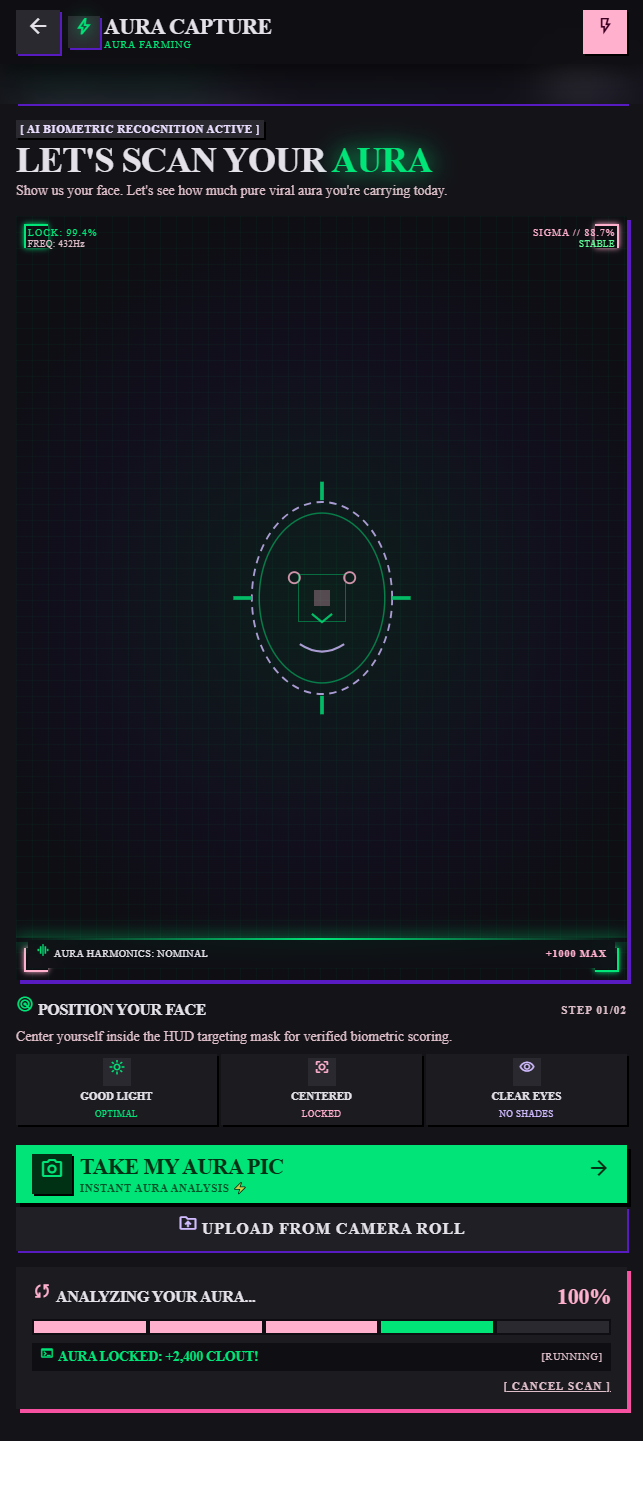 AURA CAPTURE
AURA FARMING
[ AI BIOMETRIC RECOGNITION ACTIVE ]
LET'S SCAN YOUR AURA
Show us your face. Let's see how much pure viral aura you're carrying today.
LOCK: 99.4%
SIGMA // 88.7%
FREQ: 432Hz
STABLE
AURA HARMONICS: NOMINAL
+1000 MAX
POSITION YOUR FACE
STEP 01/02
Center yourself inside the HUD targeting mask for verified biometric scoring.
GOOD LIGHT
OPTIMAL
CENTERED
LOCKED
CLEAR EYES
NO SHADES
TAKE MY AURA PIC
INSTANT AURA ANALYSIS ⚡
UPLOAD FROM CAMERA ROLL
ANALYZING YOUR AURA...
100%
AURA LOCKED: +2,400 CLOUT!
[RUNNING]
[ CANCEL SCAN ]